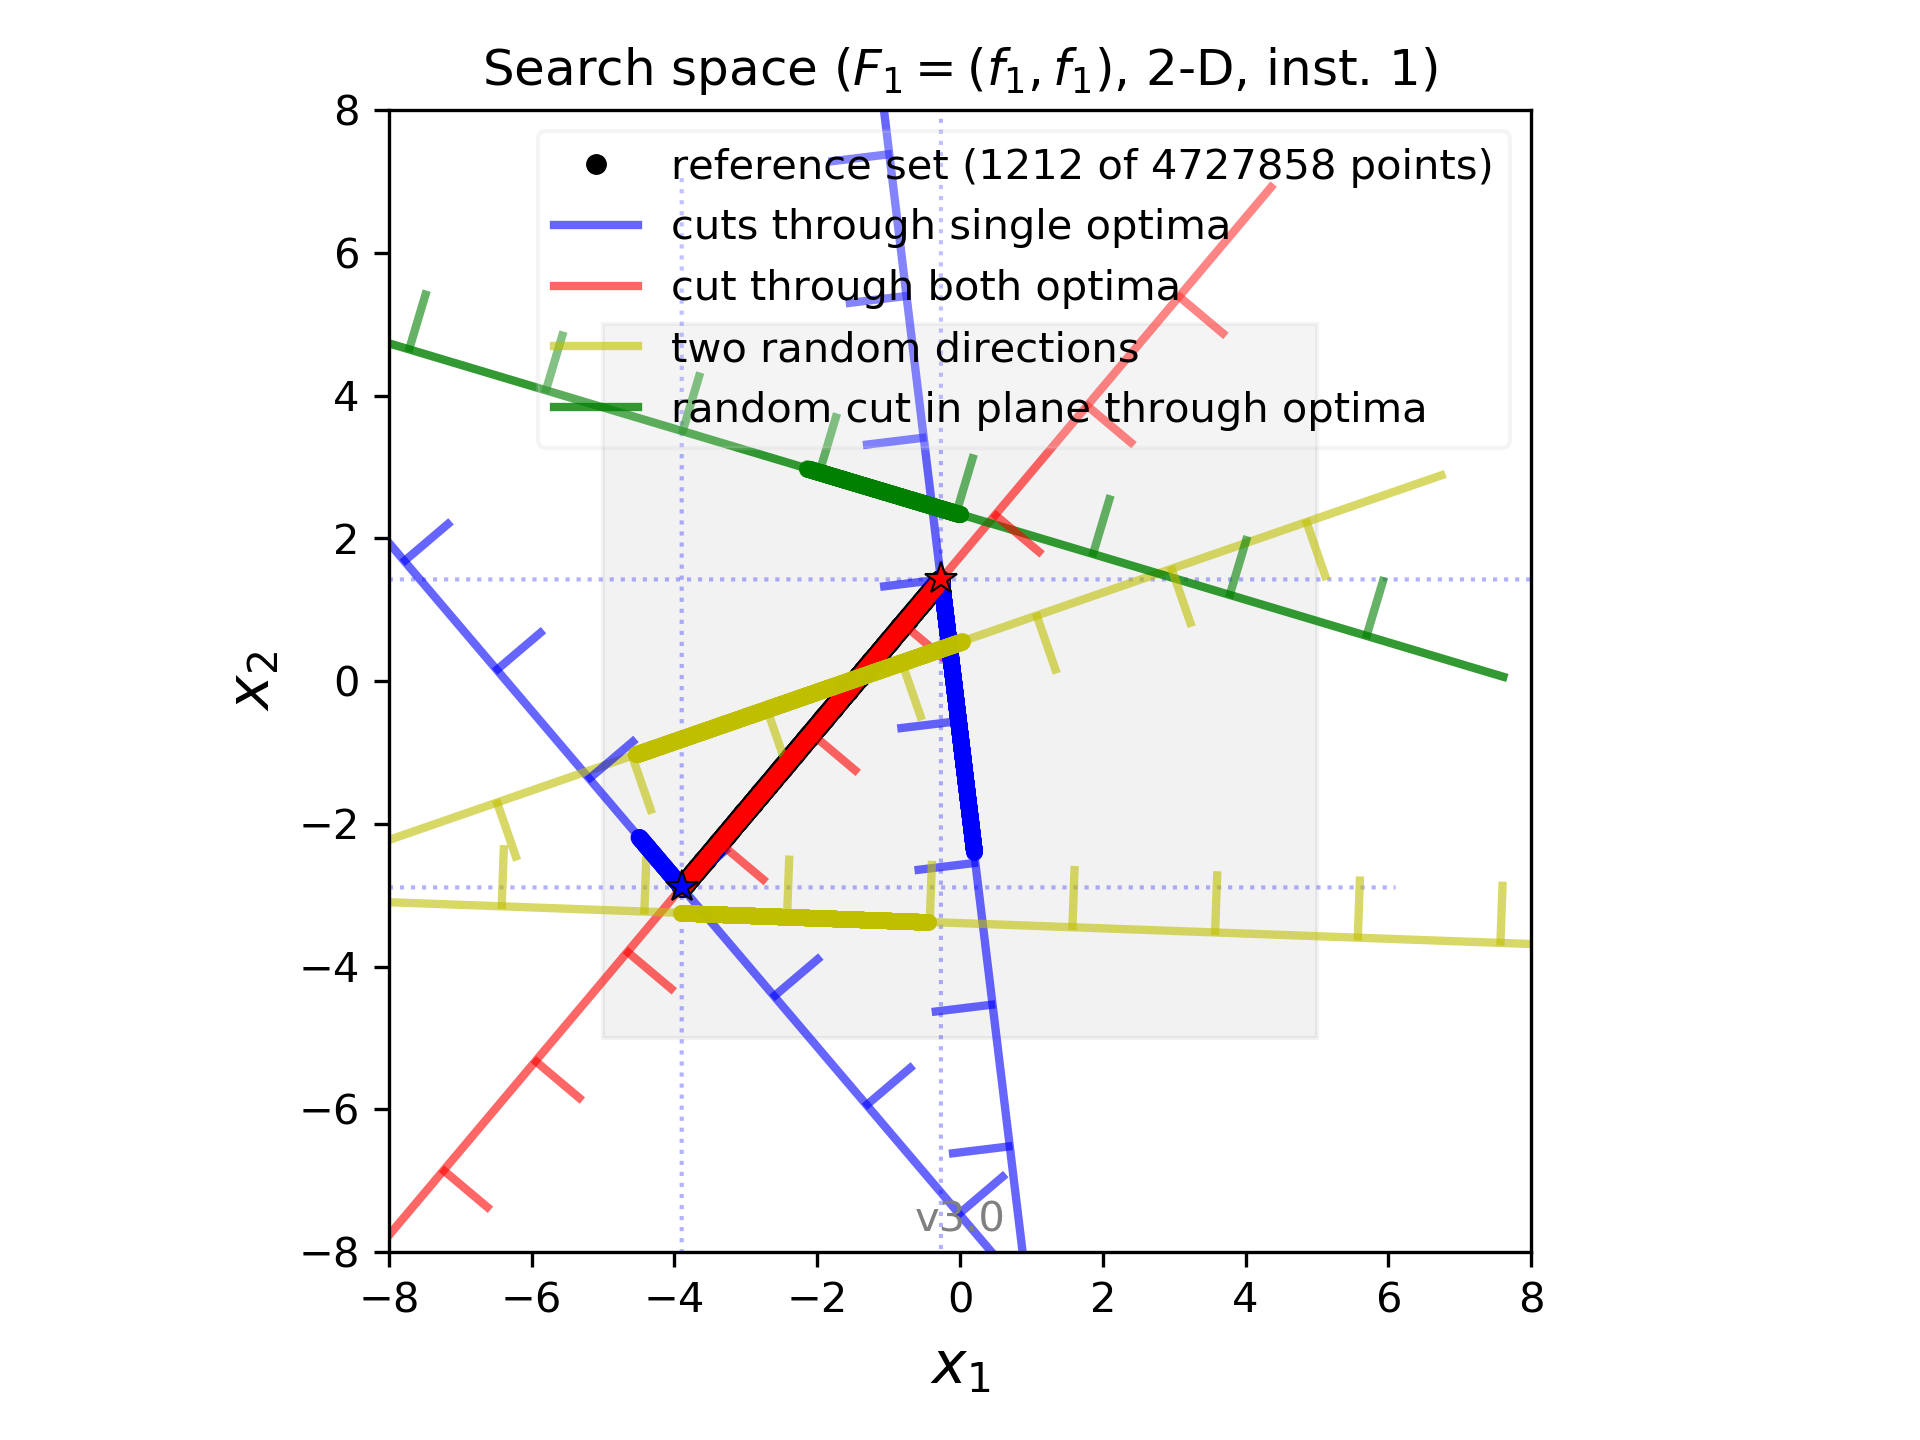 Search space (F₁ = (f₁, f₁), 2-D, inst. 1)
8
6
4
2
0
−2
−4
−6
−8
x₂
reference set (1212 of 4727858 points)
cuts through single optima
cut through both optima
two random directions
random cut in plane through optima
v3.0
−8 −6 −4 −2 0 2 4 6 8
x₁